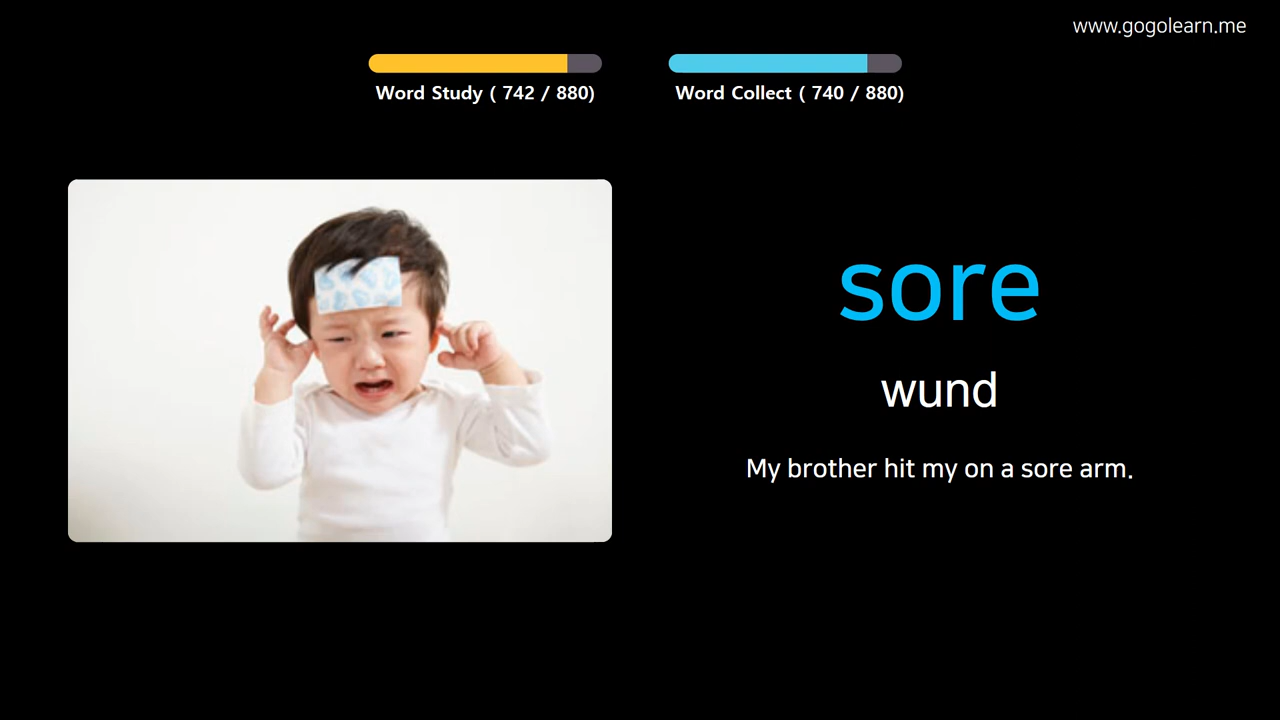 www.gogolearn.me
Word Study ( 742 / 880)
Word Collect ( 740 / 880)
sore
wund
My brother hit my on a sore arm.